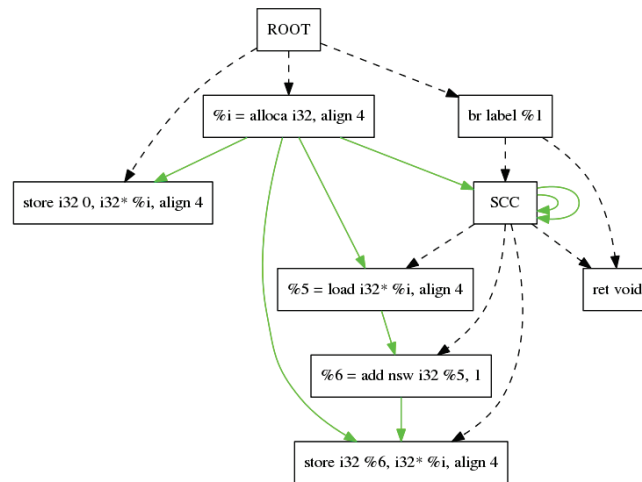 ROOT
%i = alloca i32, align 4
br label %1
store i32 0, i32* %i, align 4
SCC
%5 = load i32* %i, align 4
ret void
%6 = add nsw i32 %5, 1
store i32 %6, i32* %i, align 4